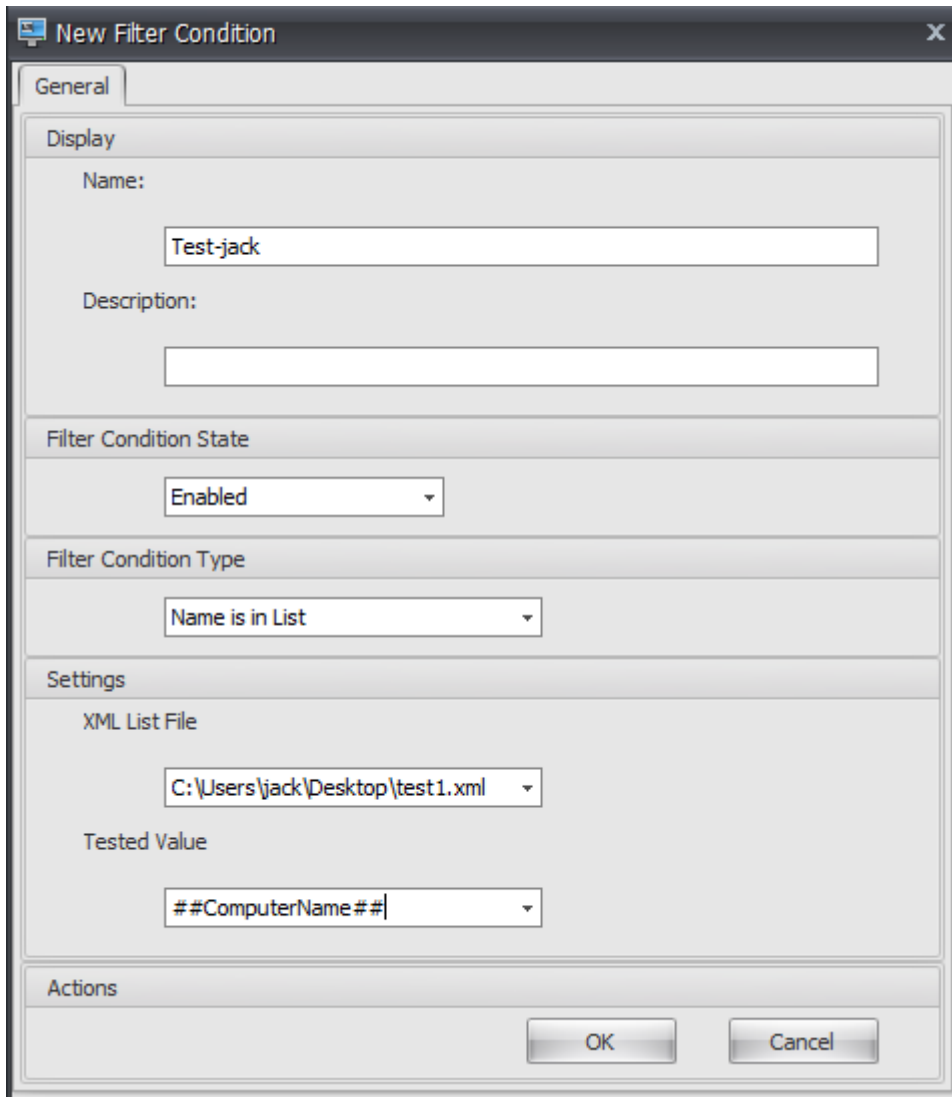 New Filter Condition
General
Display
Name:
Test-jack
Description:
Filter Condition State
Enabled
Filter Condition Type
Name is in List
Settings
XML List File
C:\Users\jack\Desktop\test1.xml
Tested Value
##ComputerName##
Actions
OK Cancel